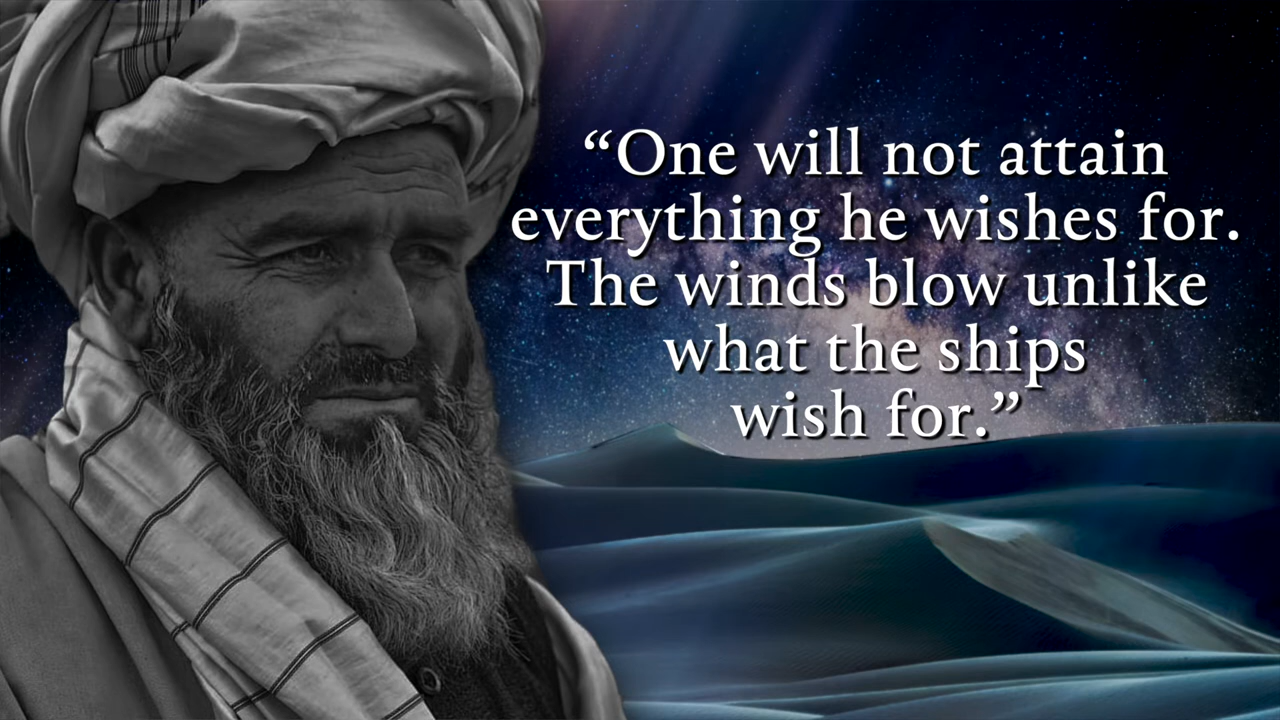 “One will not attain
everything he wishes for.
The winds blow unlike
what the ships
wish for.”